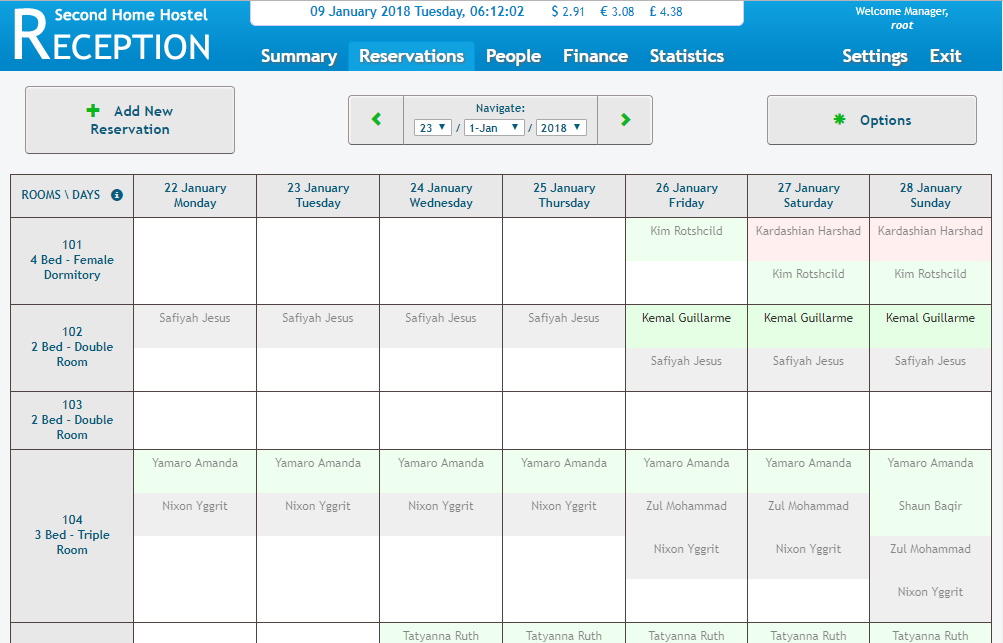 Second Home Hostel
RECEPTION
09 January 2018 Tuesday, 06:12:02 $ 2.91 € 3.08 £ 4.38
Welcome Manager,
root
Summary Reservations People Finance Statistics Settings Exit
Add New
Reservation
Navigate:
23 / 1-Jan / 2018
Options
ROOMS \ DAYS
22 January
Monday
23 January
Tuesday
24 January
Wednesday
25 January
Thursday
26 January
Friday
27 January
Saturday
28 January
Sunday
101
4 Bed - Female
Dormitory
Kim Rotshcild Kardashian Harshad Kardashian Harshad
Kim Rotshcild Kim Rotshcild
102
2 Bed - Double
Room
Safiyah Jesus Safiyah Jesus Safiyah Jesus Safiyah Jesus Kemal Guillarme Kemal Guillarme Kemal Guillarme
Safiyah Jesus Safiyah Jesus Safiyah Jesus
103
2 Bed - Double
Room
104
3 Bed - Triple
Room
Yamaro Amanda Yamaro Amanda Yamaro Amanda Yamaro Amanda Yamaro Amanda Yamaro Amanda Yamaro Amanda
Nixon Yggrit Nixon Yggrit Nixon Yggrit Nixon Yggrit Zul Mohammad Zul Mohammad Shaun Baqir
Nixon Yggrit Nixon Yggrit Zul Mohammad
Nixon Yggrit
Tatyanna Ruth Tatyanna Ruth Tatyanna Ruth Tatyanna Ruth Tatyanna Ruth